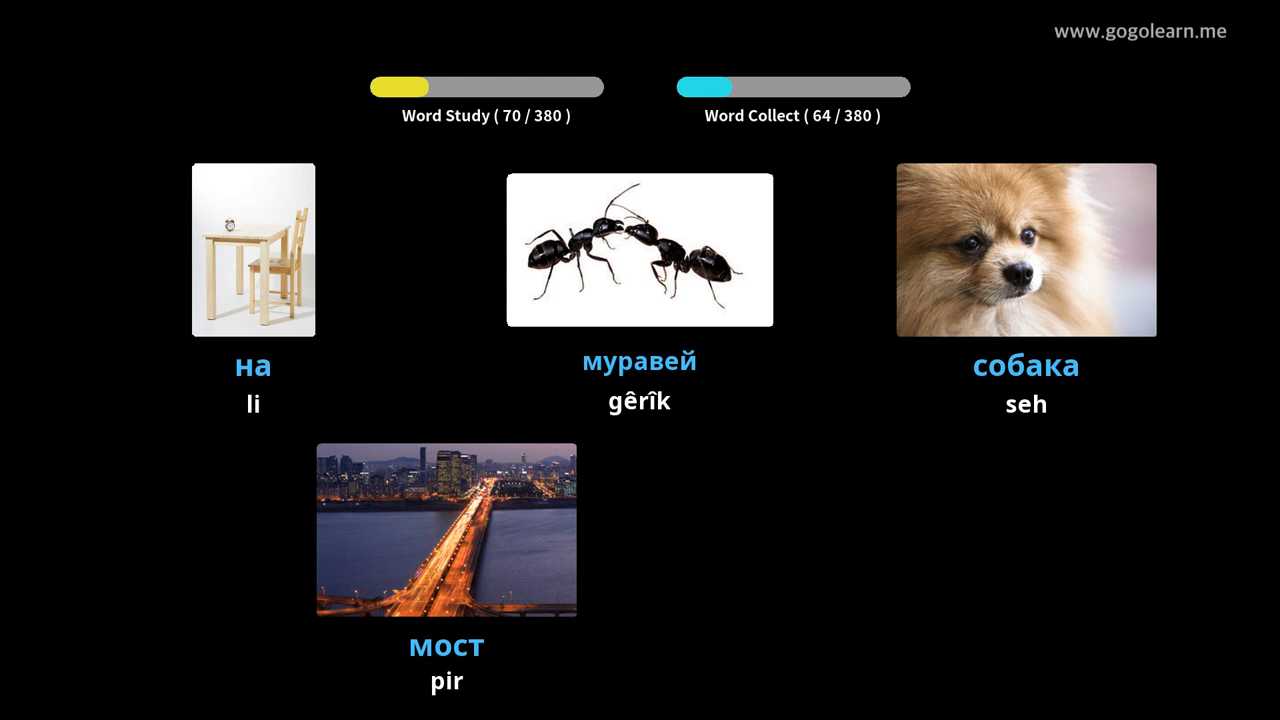 www.gogolearn.me
Word Study ( 70 / 380 )
Word Collect ( 64 / 380 )
на
li
муравей
gêrîk
собака
seh
мост
pir